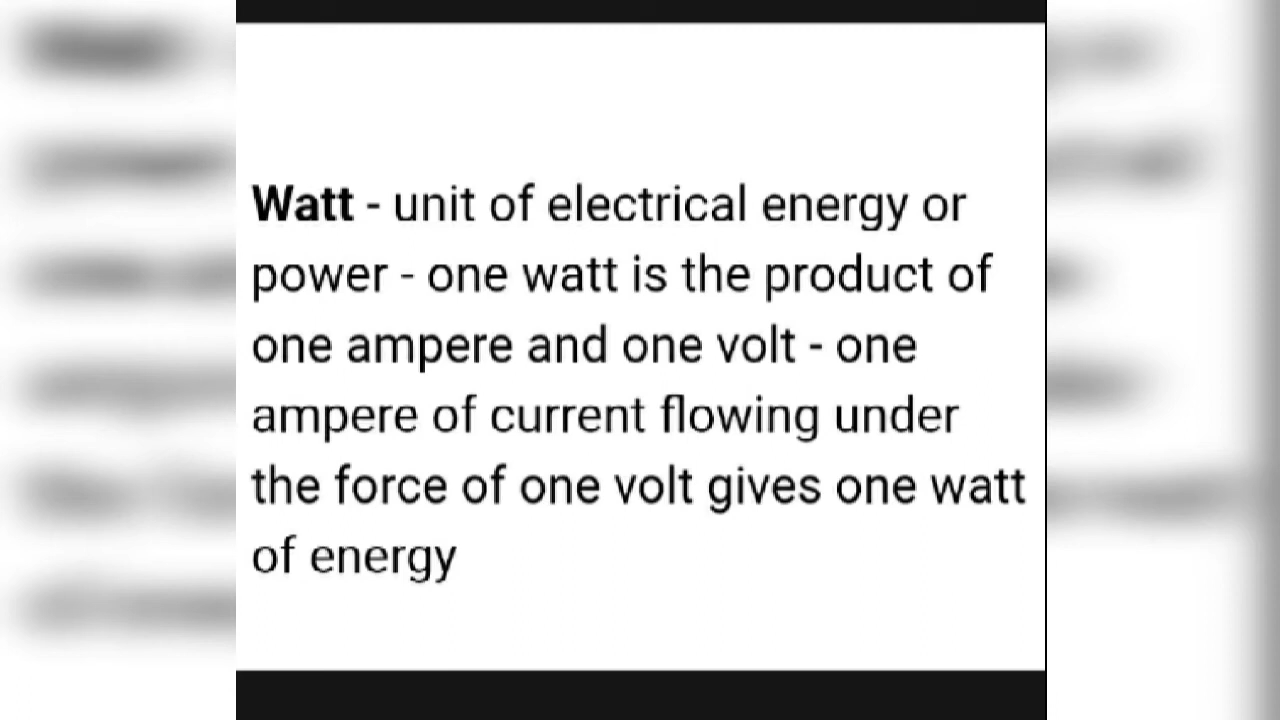 Watt - unit of electrical energy or
power - one watt is the product of
one ampere and one volt - one
ampere of current flowing under
the force of one volt gives one watt
of energy